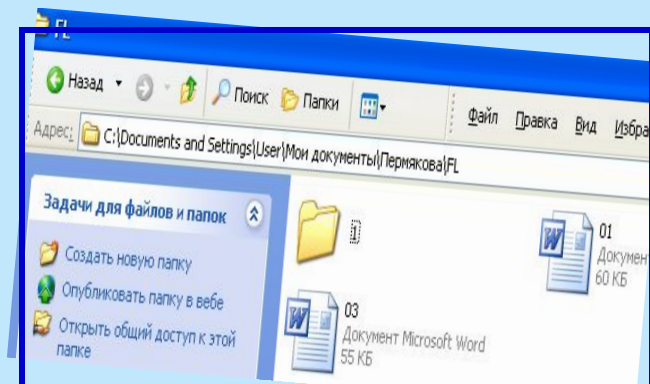 FL
Назад Поиск Папки Файл Правка Вид Избра
Адрес: C:\Documents and Settings\User\Мои документы\Пермякова\FL
Задачи для файлов и папок
Создать новую папку
Опубликовать папку в вебе
Открыть общий доступ к этой
папке
1
01
Документ
60 КБ
03
Документ Microsoft Word
55 КБ